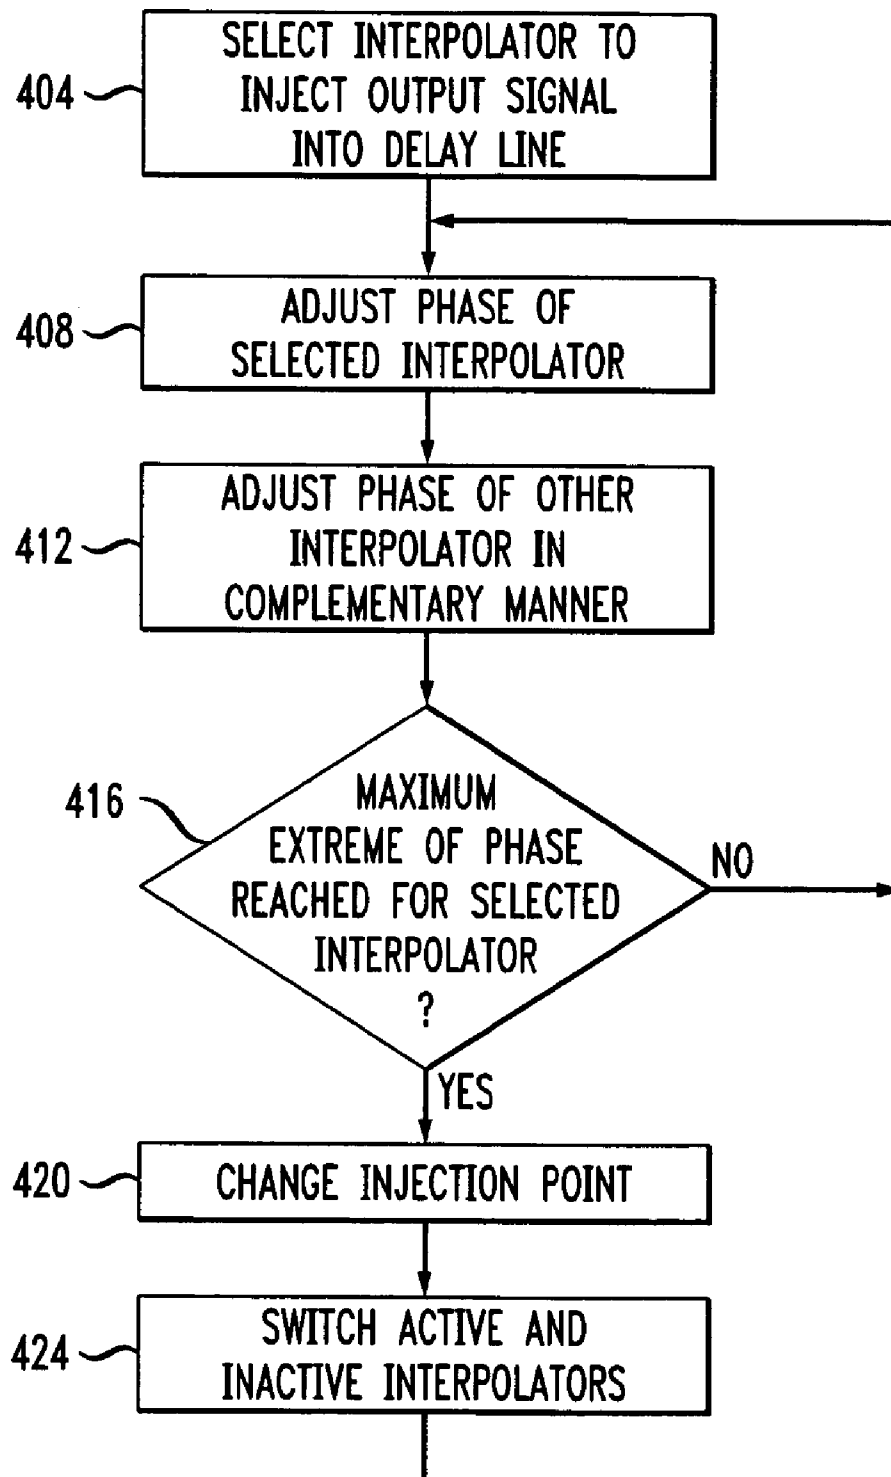 404
SELECT INTERPOLATOR TO
INJECT OUTPUT SIGNAL
INTO DELAY LINE
408
ADJUST PHASE OF
SELECTED INTERPOLATOR
412
ADJUST PHASE OF OTHER
INTERPOLATOR IN
COMPLEMENTARY MANNER
416
MAXIMUM
EXTREME OF PHASE
REACHED FOR SELECTED
INTERPOLATOR
?
NO
YES
420
CHANGE INJECTION POINT
424
SWITCH ACTIVE AND
INACTIVE INTERPOLATORS